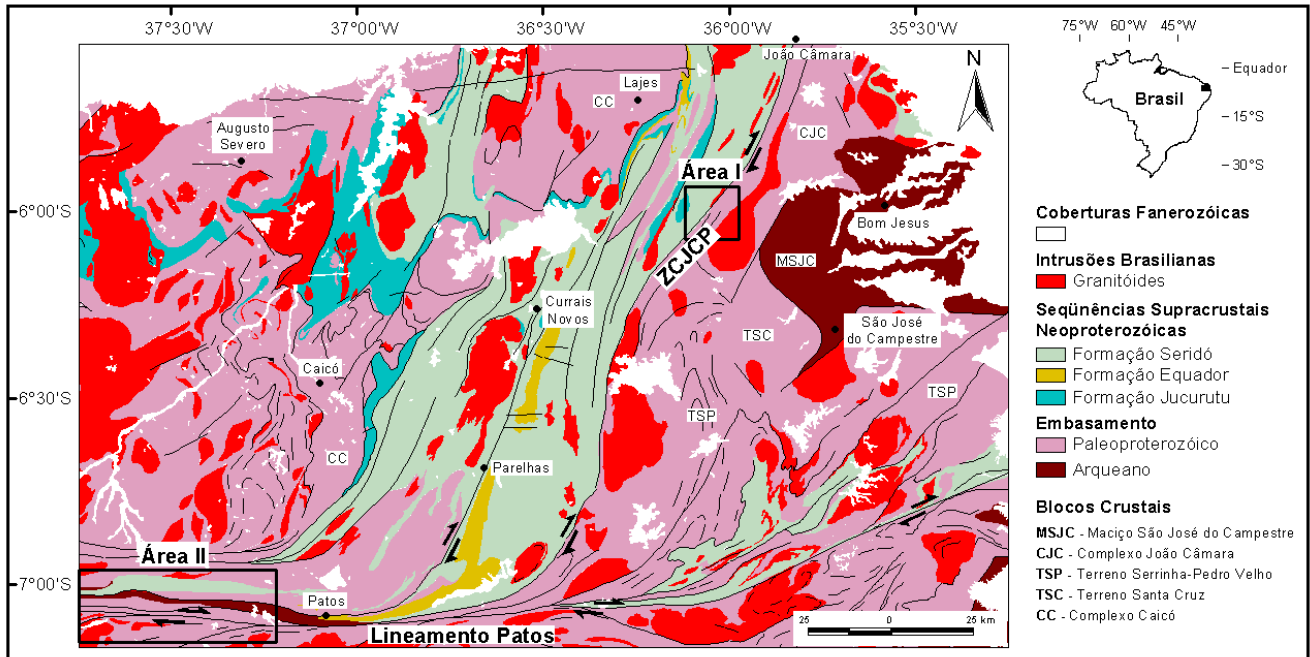 37°30'W 37°00'W 36°30'W 36°00'W 35°30'W
75°W 60°W 45°W
João Câmara
N
Equador
Brasil
15°S
30°S
Lajes
CC
CJC
Augusto
Severo
Área I
6°00'S
Bom Jesus
ZCJCP
MSJC
Currais
Novos
TSC
São José
do Campestre
Caicó
6°30'S
TSP
TSP
CC
Parelhas
Área II
7°00'S
Patos
Lineamento Patos
25 0 25 km
Coberturas Fanerozóicas
Intrusões Brasilianas
Granitóides
Seqüências Supracrustais
Neoproterozóicas
Formação Seridó
Formação Equador
Formação Jucurutu
Embasamento
Paleoproterozóico
Arqueano
Blocos Crustais
MSJC - Maciço São José do Campestre
CJC - Complexo João Câmara
TSP - Terreno Serrinha-Pedro Velho
TSC - Terreno Santa Cruz
CC - Complexo Caicó